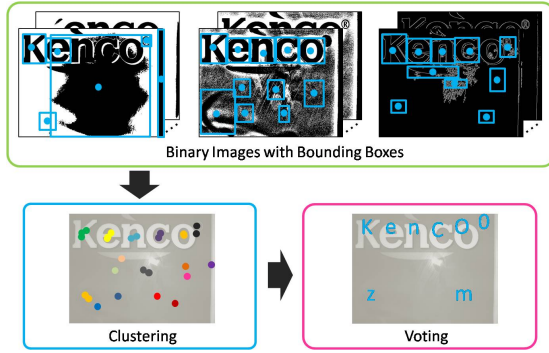 Kenco®
Kenco
Kenco
Binary Images with Bounding Boxes
Kenco
Clustering
K e n c o 0
Kenco
z m
Voting